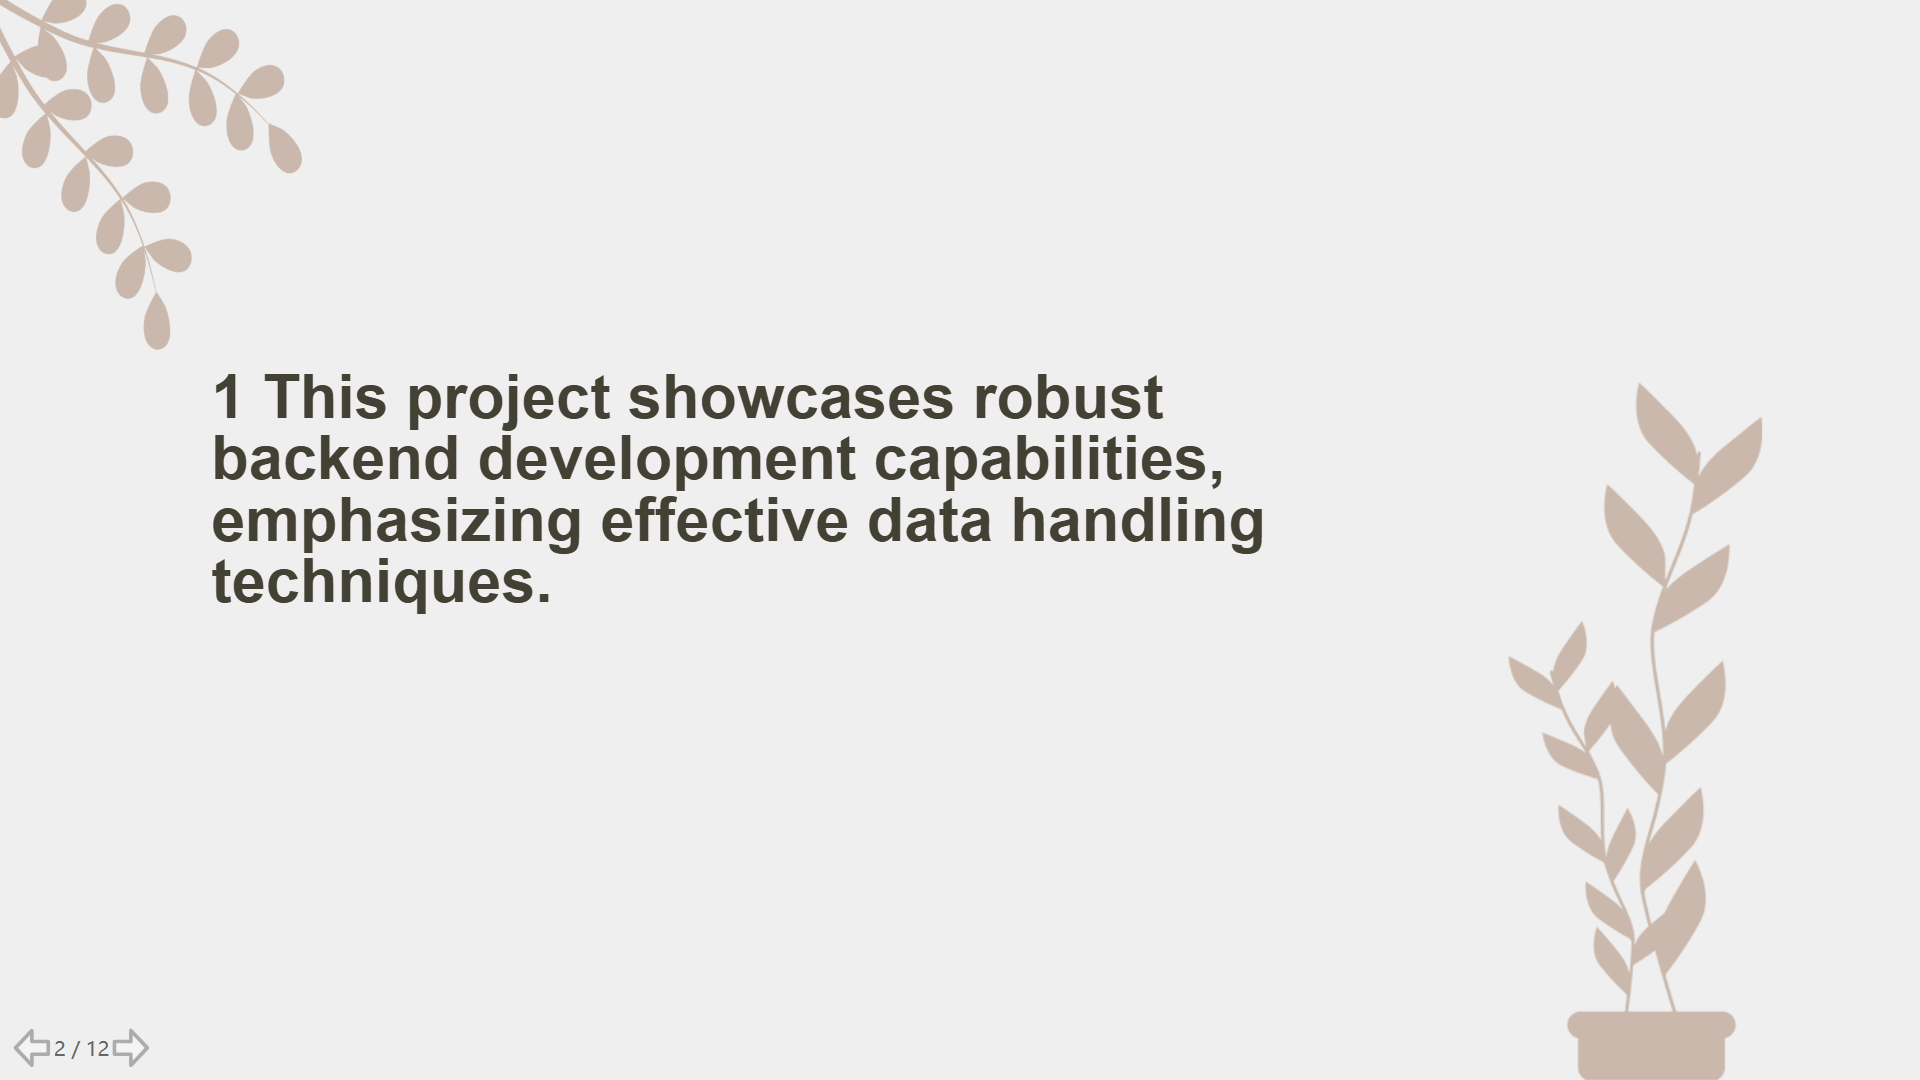 1 This project showcases robust
backend development capabilities,
emphasizing effective data handling
techniques.
2 / 12